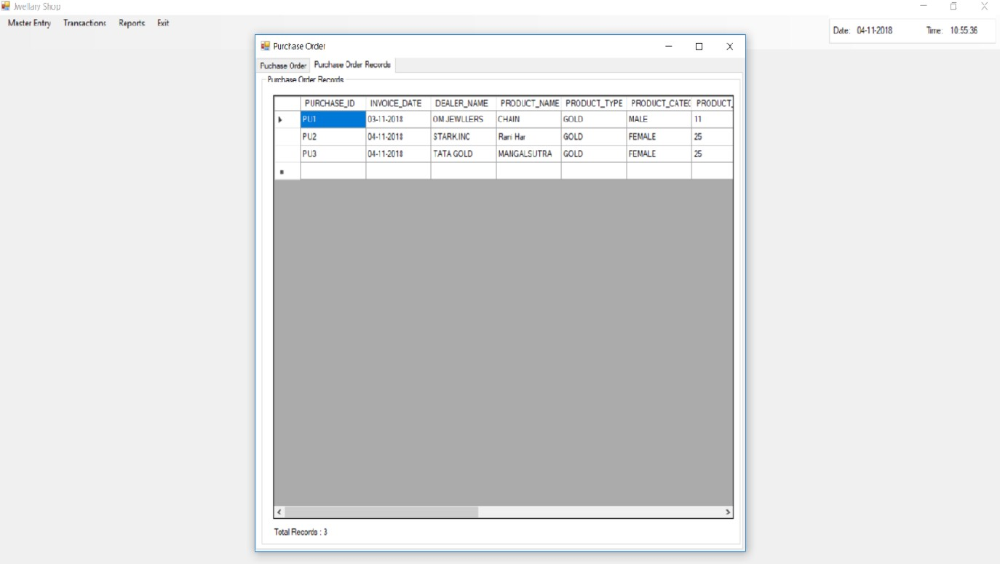 Jwellary Shop
Master Entry Transactions Reports Exit
Date: 04-11-2018 Time: 10:55:36
Purchase Order
Puchase Order Purchase Order Records
Purchase Order Records
PURCHASE_ID INVOICE_DATE DEALER_NAME PRODUCT_NAME PRODUCT_TYPE PRODUCT_CATEC PRODUCT_
PU1 03-11-2018 OM JEWLLERS CHAIN GOLD MALE 11
PU2 04-11-2018 STARK.INC Rani Har GOLD FEMALE 25
PU3 04-11-2018 TATA GOLD MANGALSUTRA GOLD FEMALE 25
Total Records : 3